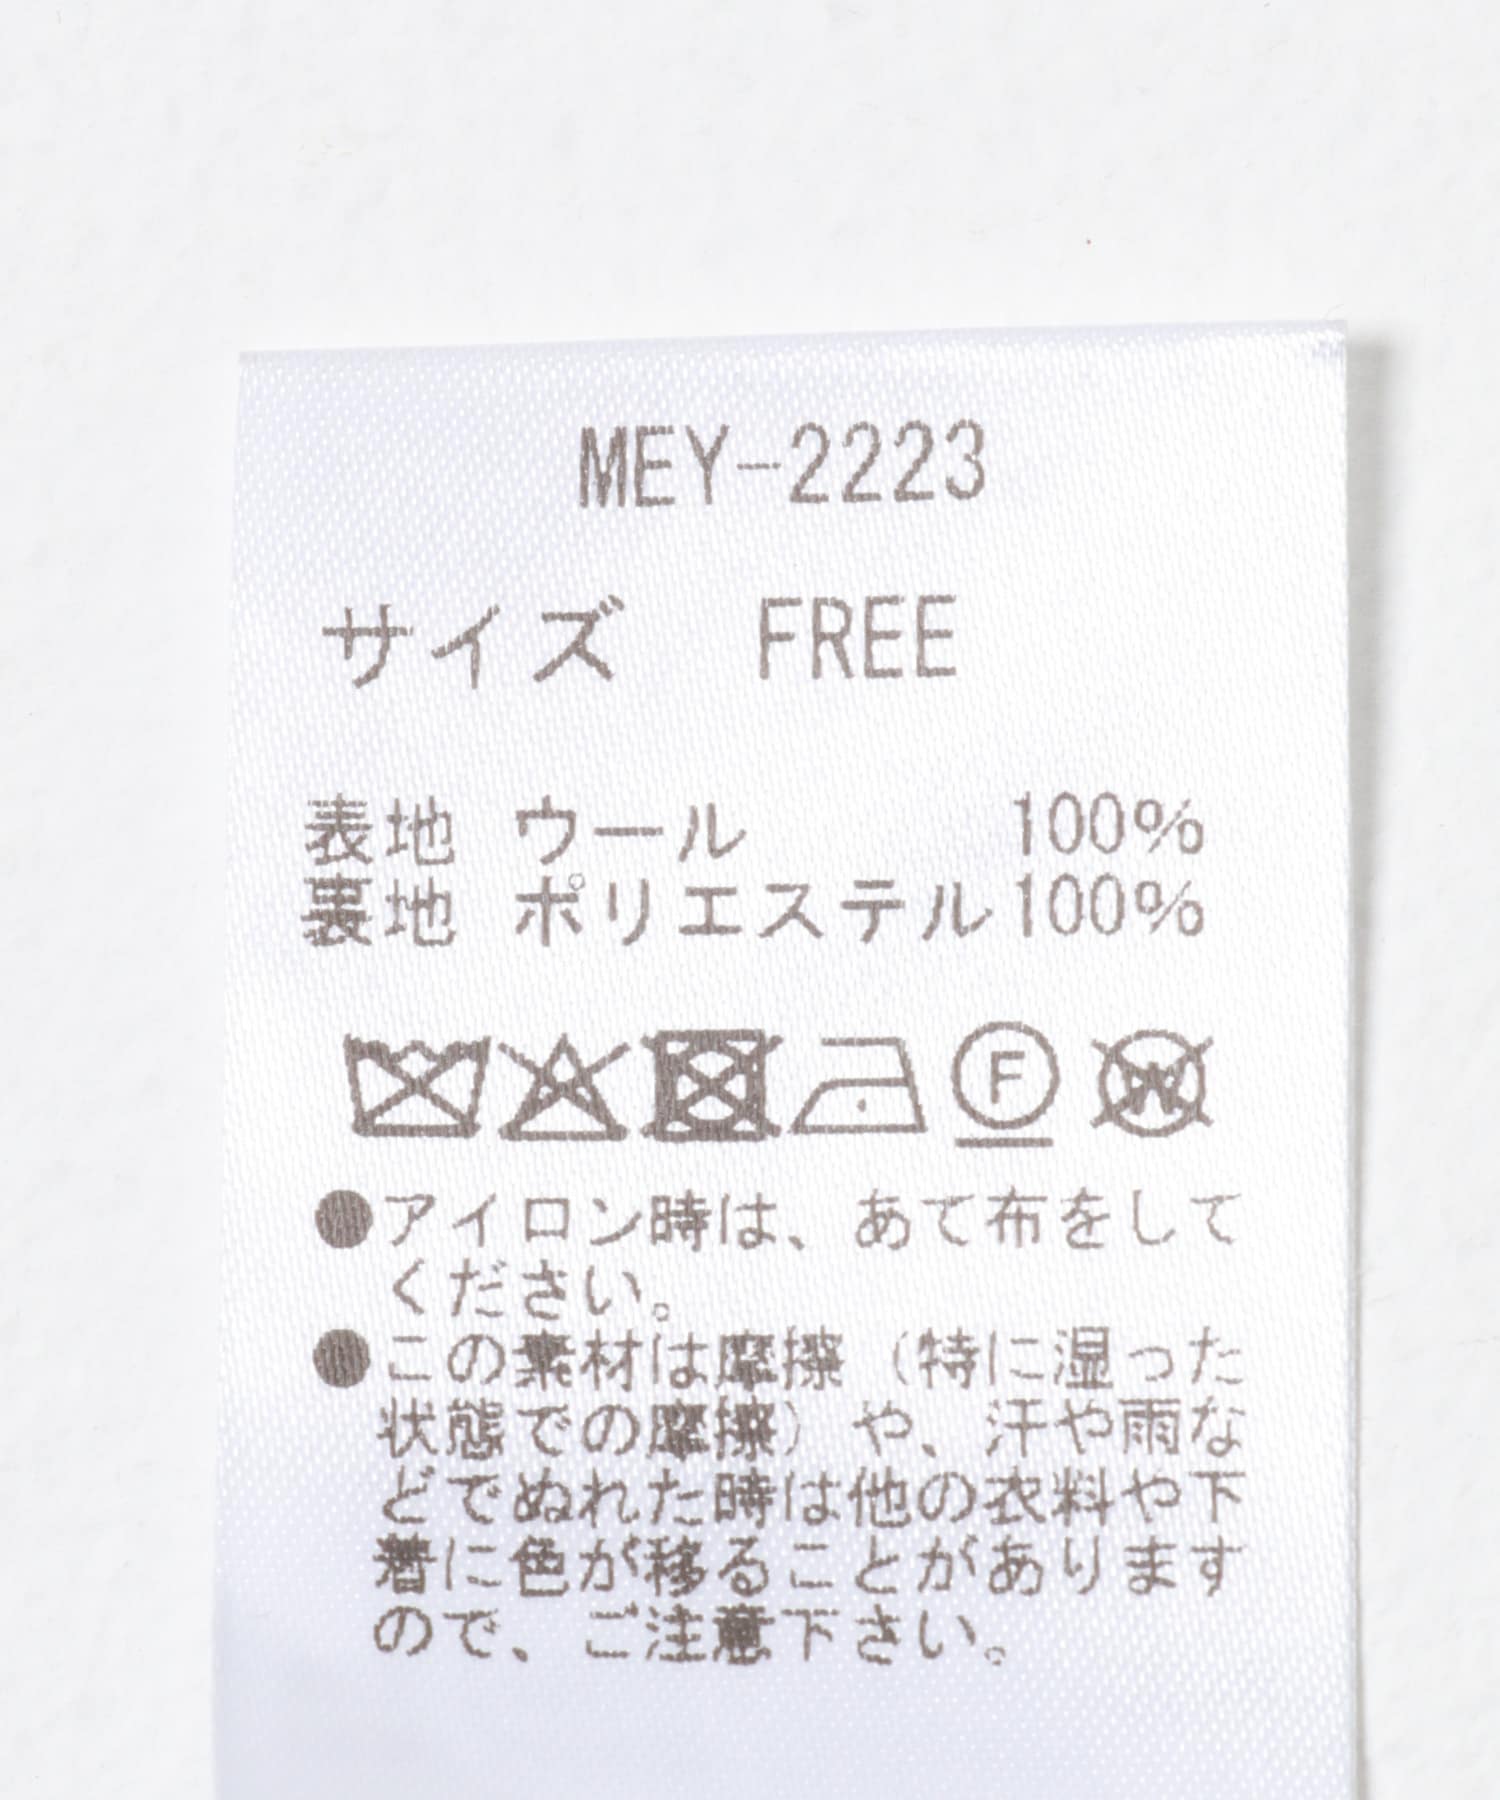 MEY-2223
サイズ FREE
表地 ウール 100%
裏地 ポリエステル100%
F
W
●アイロン時は、あて布をして
ください。
●この素材は摩擦（特に湿った
状態での摩擦）や、汗や雨な
どでぬれた時は他の衣料や下
着に色が移ることがあります
ので、ご注意下さい。